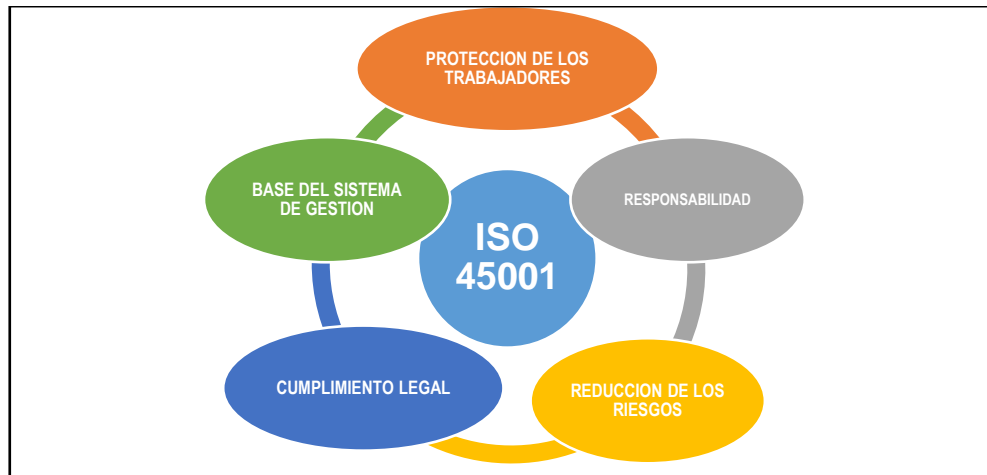 PROTECCION DE LOS
TRABAJADORES
BASE DEL SISTEMA
DE GESTION
RESPONSABILIDAD
ISO
45001
CUMPLIMIENTO LEGAL
REDUCCION DE LOS
RIESGOS